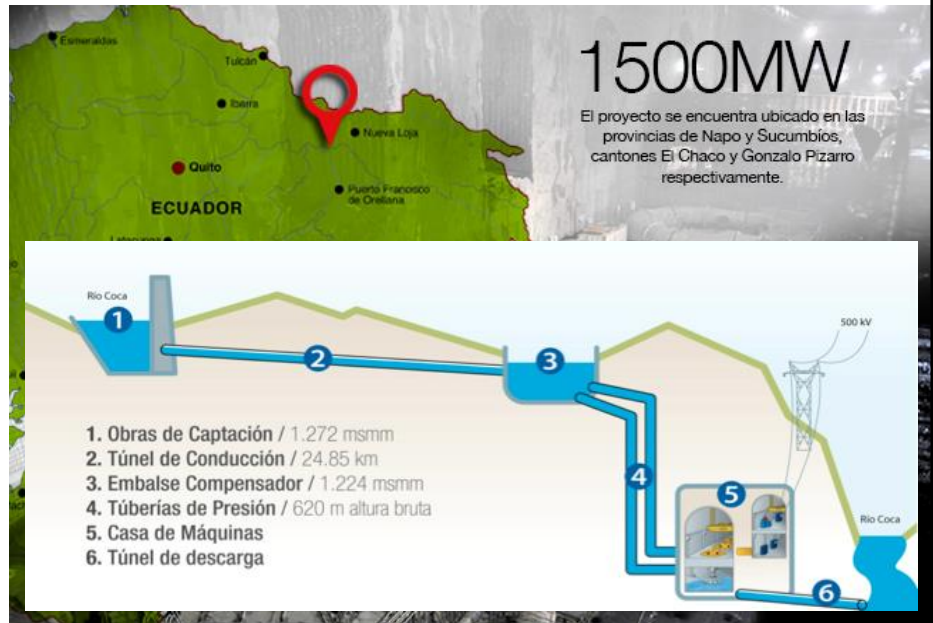 Esmeraldas
Tulcán
Ibarra
Nueva Loja
Quito
Puerto Francisco
de Orellana
ECUADOR
Latacunga
1500MW
El proyecto se encuentra ubicado en las
provincias de Napo y Sucumbíos,
cantones El Chaco y Gonzalo Pizarro
respectivamente.
Río Coca
1
2
3
4
5
6
500 kV
Río Coca
1. Obras de Captación / 1.272 msmm
2. Túnel de Conducción / 24.85 km
3. Embalse Compensador / 1.224 msmm
4. Túberías de Presión / 620 m altura bruta
5. Casa de Máquinas
6. Túnel de descarga